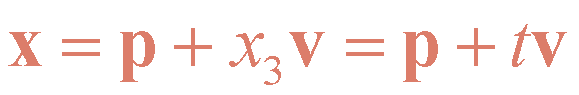 x = p + x₃v = p + tv